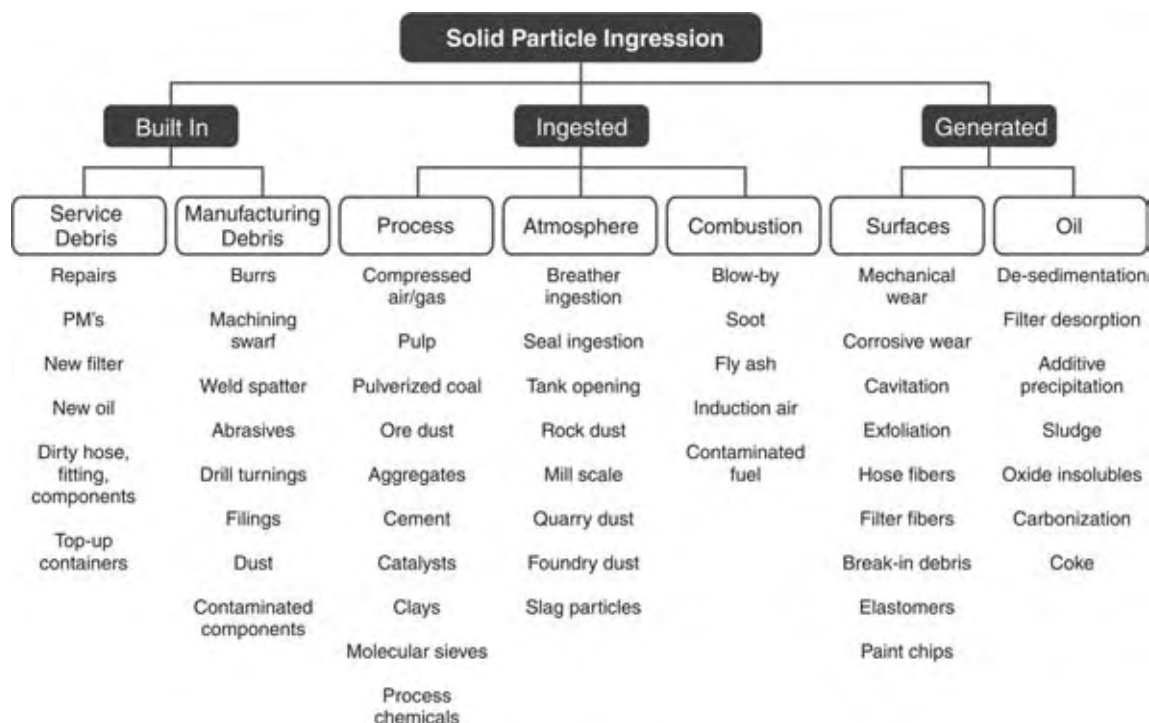 Solid Particle Ingression
Built In
Ingested
Generated
Service
Debris
Manufacturing
Debris
Process
Atmosphere
Combustion
Surfaces
Oil
Repairs
PM's
New filter
New oil
Dirty hose,
fitting,
components
Top-up
containers
Burrs
Machining
swarf
Weld spatter
Abrasives
Drill turnings
Filings
Dust
Contaminated
components
Compressed
air/gas
Pulp
Pulverized coal
Ore dust
Aggregates
Cement
Catalysts
Clays
Molecular sieves
Process
chemicals
Breather
ingestion
Seal ingestion
Tank opening
Rock dust
Mill scale
Quarry dust
Foundry dust
Slag particles
Blow-by
Soot
Fly ash
Induction air
Contaminated
fuel
Mechanical
wear
Corrosive wear
Cavitation
Exfoliation
Hose fibers
Filter fibers
Break-in debris
Elastomers
Paint chips
De-sedimentation
Filter desorption
Additive
precipitation
Sludge
Oxide insolubles
Carbonization
Coke